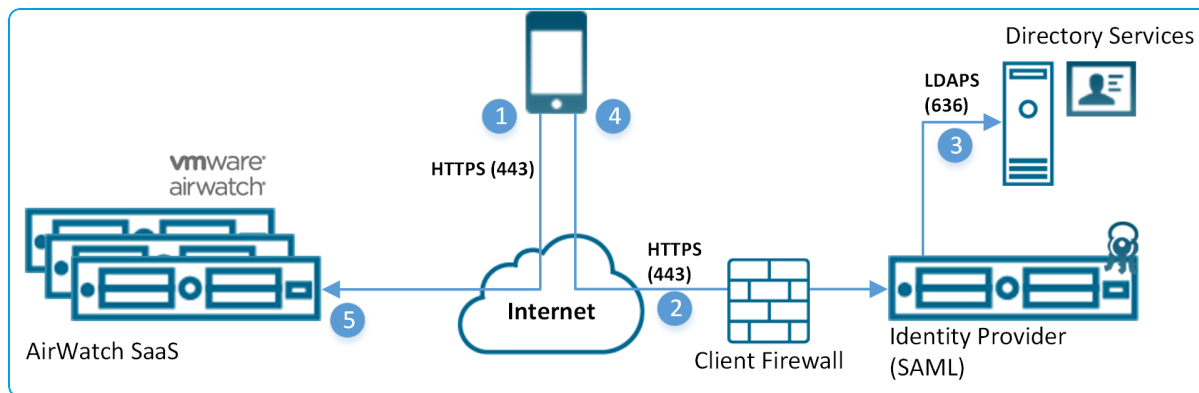 Directory Services
LDAPS
(636)
3
1
4
HTTPS (443)
vmware
airwatch
HTTPS
(443)
2
Internet
5
AirWatch SaaS
Client Firewall
Identity Provider
(SAML)